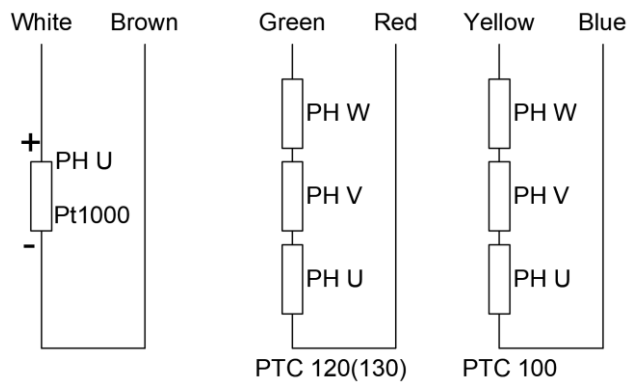 White Brown Green Red Yellow Blue
+
PH U
Pt1000
-
PH W
PH V
PH U
PTC 120(130)
PH W
PH V
PH U
PTC 100